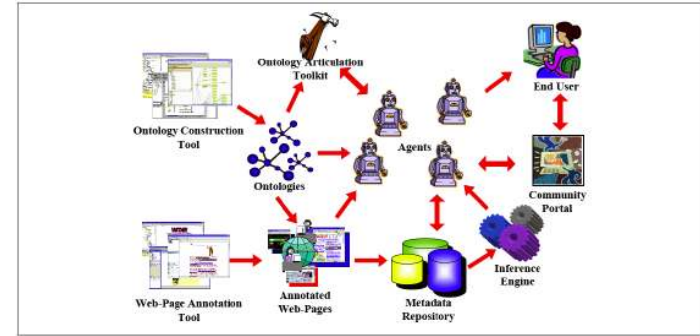 Ontology Articulation
Toolkit
End User
Ontology Construction
Tool
Agents
Ontologies
Community
Portal
Web-Page Annotation
Tool
Annotated
Web-Pages
Metadata
Repository
Inference
Engine